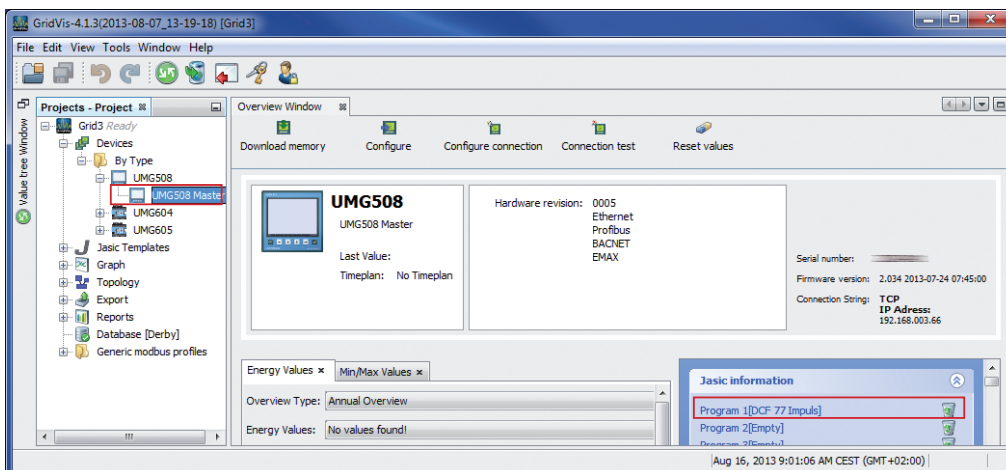 GridVis-4.1.3(2013-08-07_13-19-18) [Grid3]
File Edit View Tools Window Help
Value tree Window
Projects - Project
Grid3 Ready
Devices
By Type
UMG508
UMG508 Master
UMG604
UMG605
Jasic Templates
Graph
Topology
Export
Reports
Database [Derby]
Generic modbus profiles
Overview Window
Download memory
Configure
Configure connection
Connection test
Reset values
UMG508
UMG508 Master
Last Value:
Timeplan: No Timeplan
Hardware revision: 0005
Ethernet
Profibus
BACNET
EMAX
Serial number:
Firmware version: 2.034 2013-07-24 07:45:00
Connection String: TCP
IP Adress:
192.168.003.66
Energy Values
Min/Max Values
Overview Type: Annual Overview
Energy Values: No values found!
Jasic information
Program 1[DCF 77 Impuls]
Program 2[Empty]
Program 3[Empty]
Aug 16, 2013 9:01:06 AM CEST (GMT+02:00)